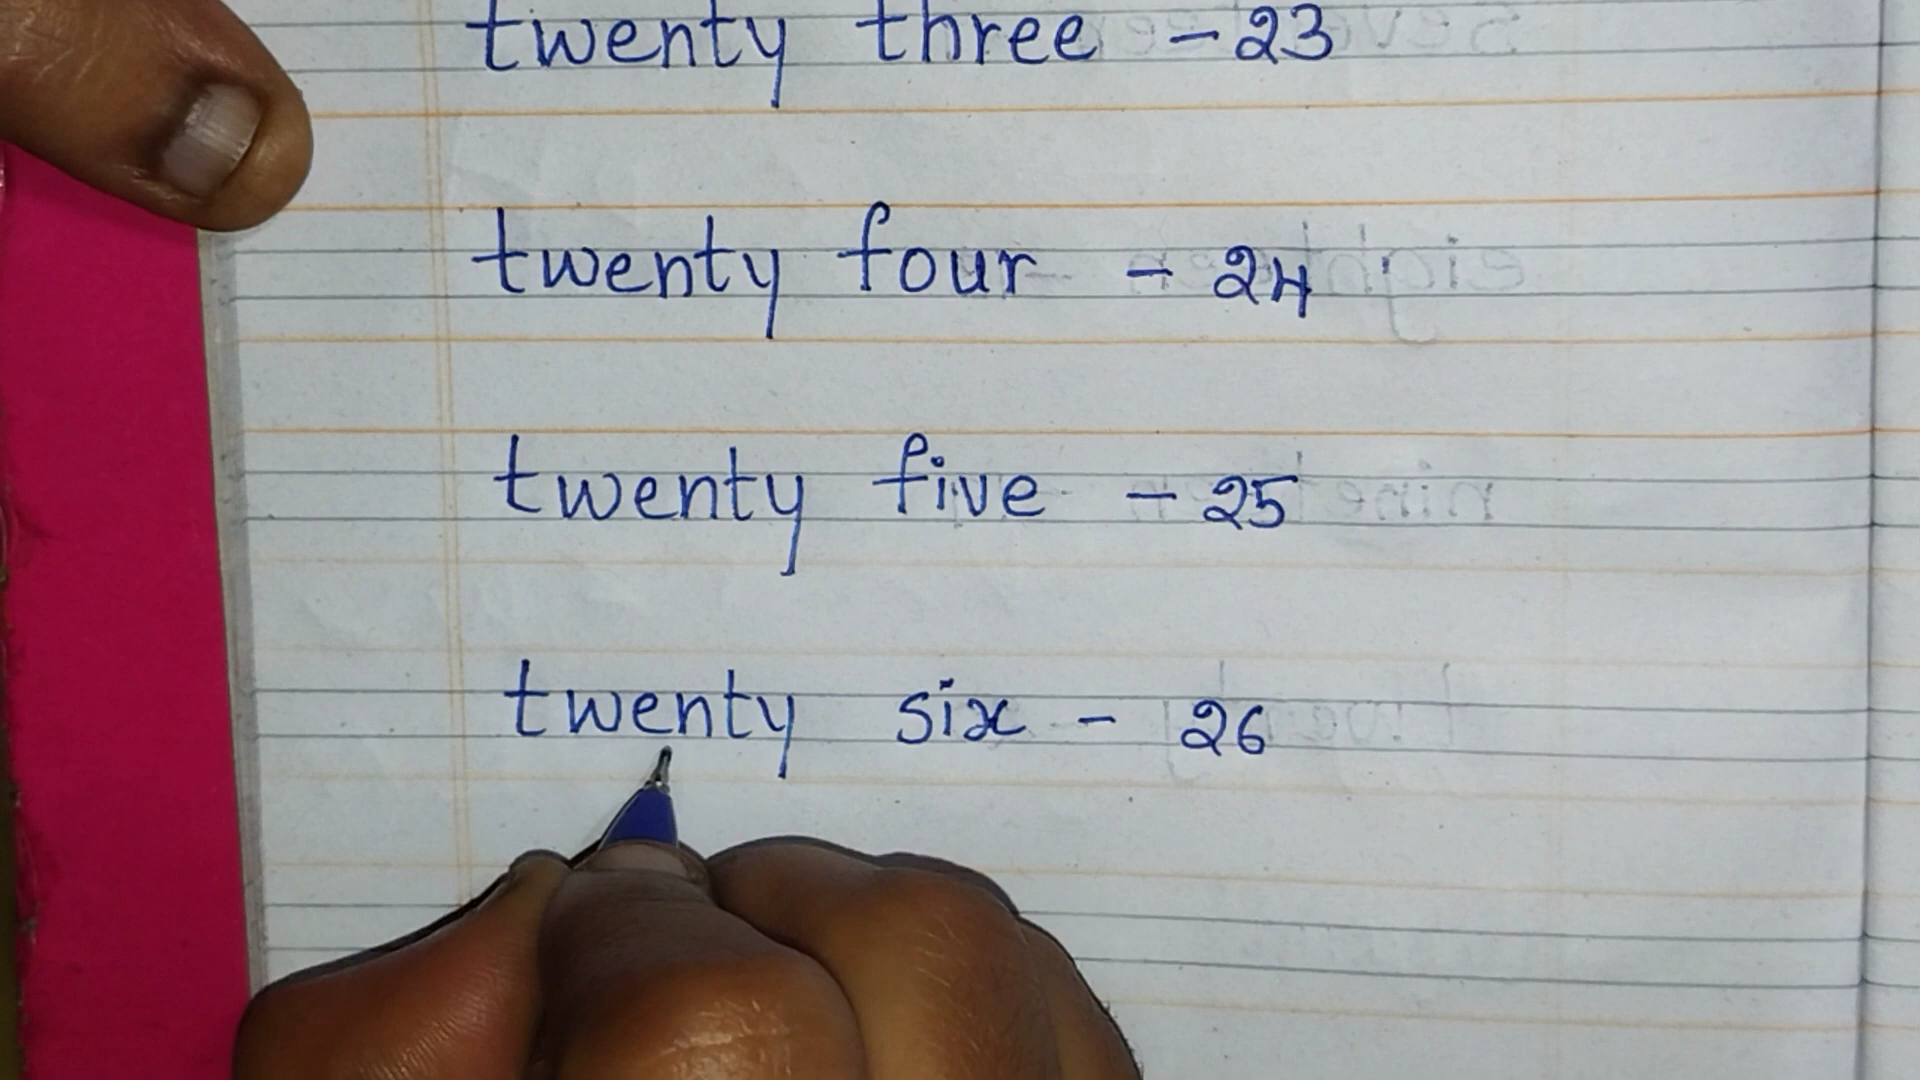 twenty three - 23
twenty four - 24
twenty five - 25
twenty six - 26